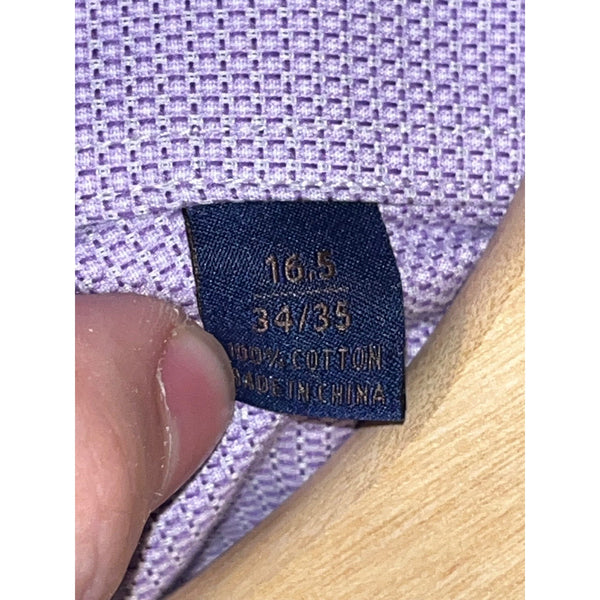 16.5
34/35
100% COTTON
MADE IN CHINA